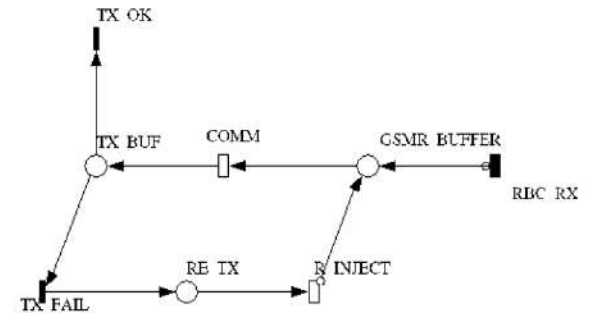 TX OK
TX BUF
COMM
GSMR BUFFER
RBC RX
RE TX
R INJECT
TX FAIL